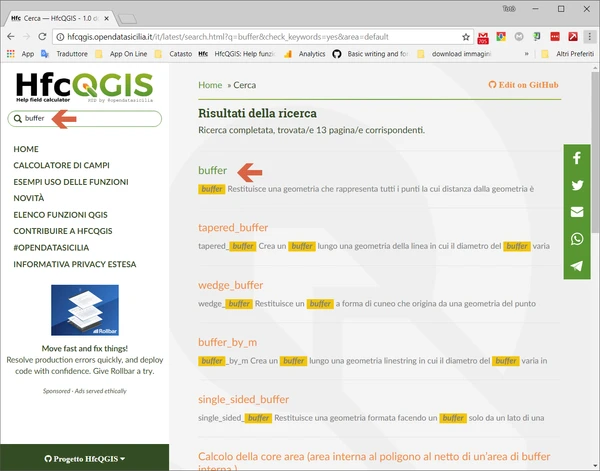 Totò
Hfc Cerca — HfcQGIS - 1.0 di
hfcqgis.opendatasicilia.it/it/latest/search.html?q=buffer&check_keywords=yes&area=default
705
App Traduttore App On Line Catasto Hfc HfcQGIS: Help funzi Analytics Basic writing and for download immagini Altri Preferiti
HfcQGIS
Help field calculator
OID by @opendatasicilia
buffer
HOME
CALCOLATORE DI CAMPI
ESEMPI USO DELLE FUNZIONI
NOVITÀ
ELENCO FUNZIONI QGIS
CONTRIBUIRE A HFCQGIS
#OPENDATASICILIA
INFORMATIVA PRIVACY ESTESA
Rollbar
Move fast and fix things!
Resolve production errors quickly, and deploy
code with confidence. Give Rollbar a try.
Sponsored · Ads served ethically
Progetto HfcQGIS
Home » Cerca
Edit on GitHub
Risultati della ricerca
Ricerca completata, trovata/e 13 pagina/e corrispondenti.
buffer
buffer Restituisce una geometria che rappresenta tutti i punti la cui distanza dalla geometria è
tapered_buffer
tapered_buffer Crea un buffer lungo una geometria della linea in cui il diametro del buffer varia
wedge_buffer
wedge_buffer Restituisce un buffer a forma di cuneo che origina da una geometria del punto
buffer_by_m
buffer_by_m Crea un buffer lungo una geometria linestring in cui il diametro del buffer varia in
single_sided_buffer
single_sided_buffer Restituisce una geometria formata facendo un buffer solo da un lato di una
Calcolo della core area (area interna al poligono al netto di un'area di buffer
interna )